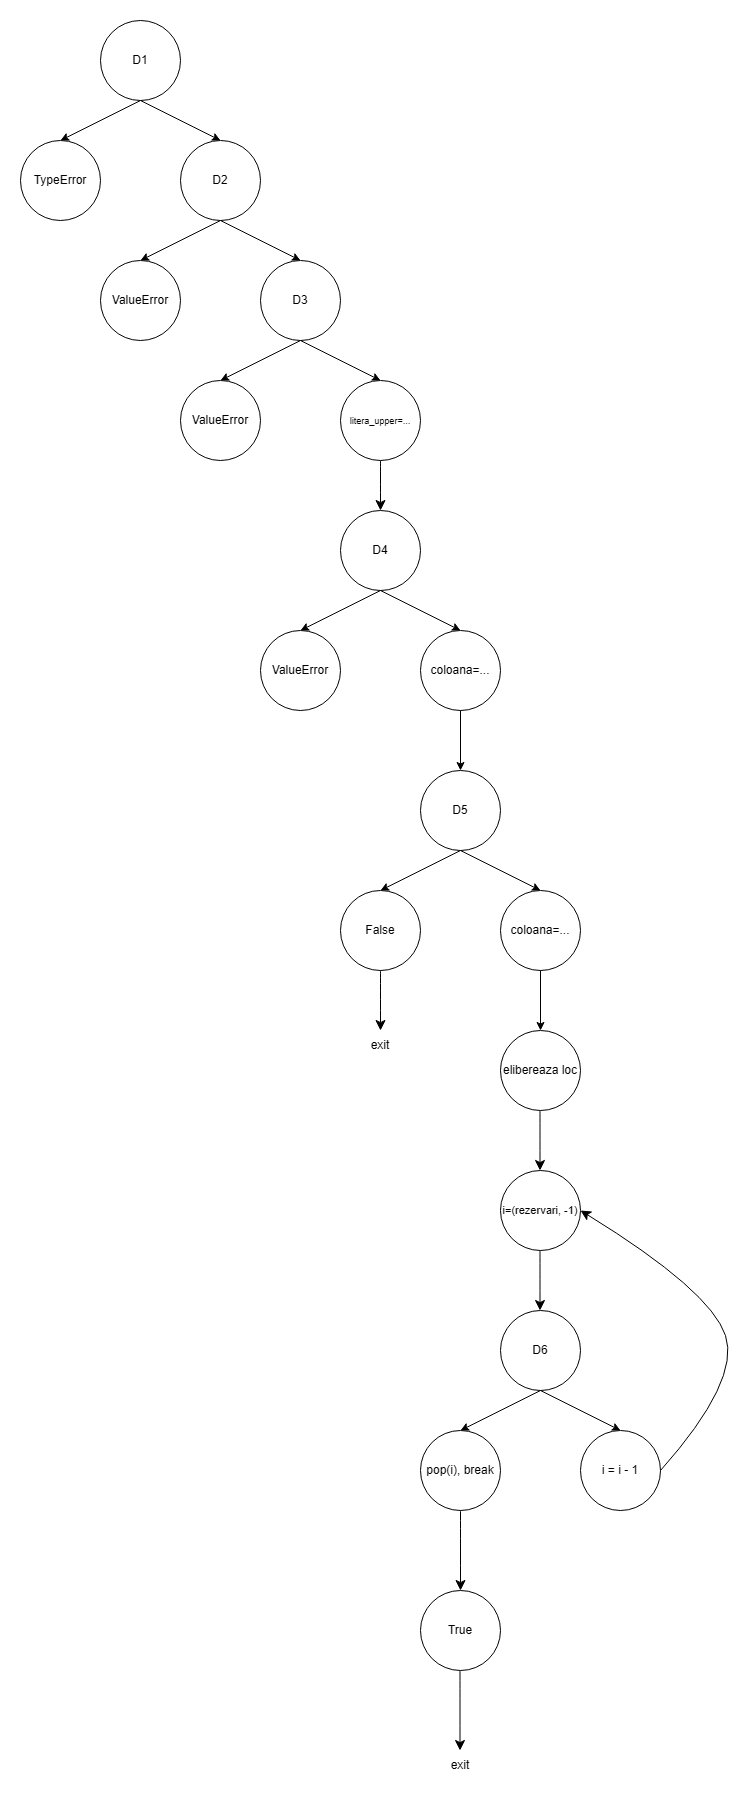 D1
TypeError
D2
ValueError
D3
ValueError
litera_upper=...
D4
ValueError
coloana=...
D5
False
coloana=...
exit
elibereaza loc
i=(rezervari, -1)
D6
pop(i), break
i = i - 1
True
exit